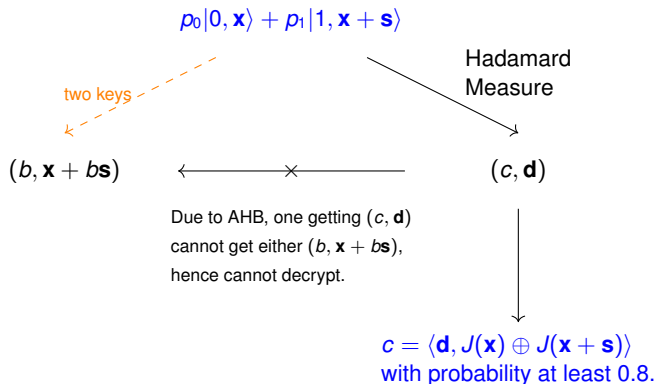 p₀|0, x⟩ + p₁|1, x + s⟩
Hadamard
Measure
two keys
(b, x + bs)
(c, d)
Due to AHB, one getting (c, d)
cannot get either (b, x + bs),
hence cannot decrypt.
c = ⟨d, J(x) ⊕ J(x + s)⟩
with probability at least 0.8.